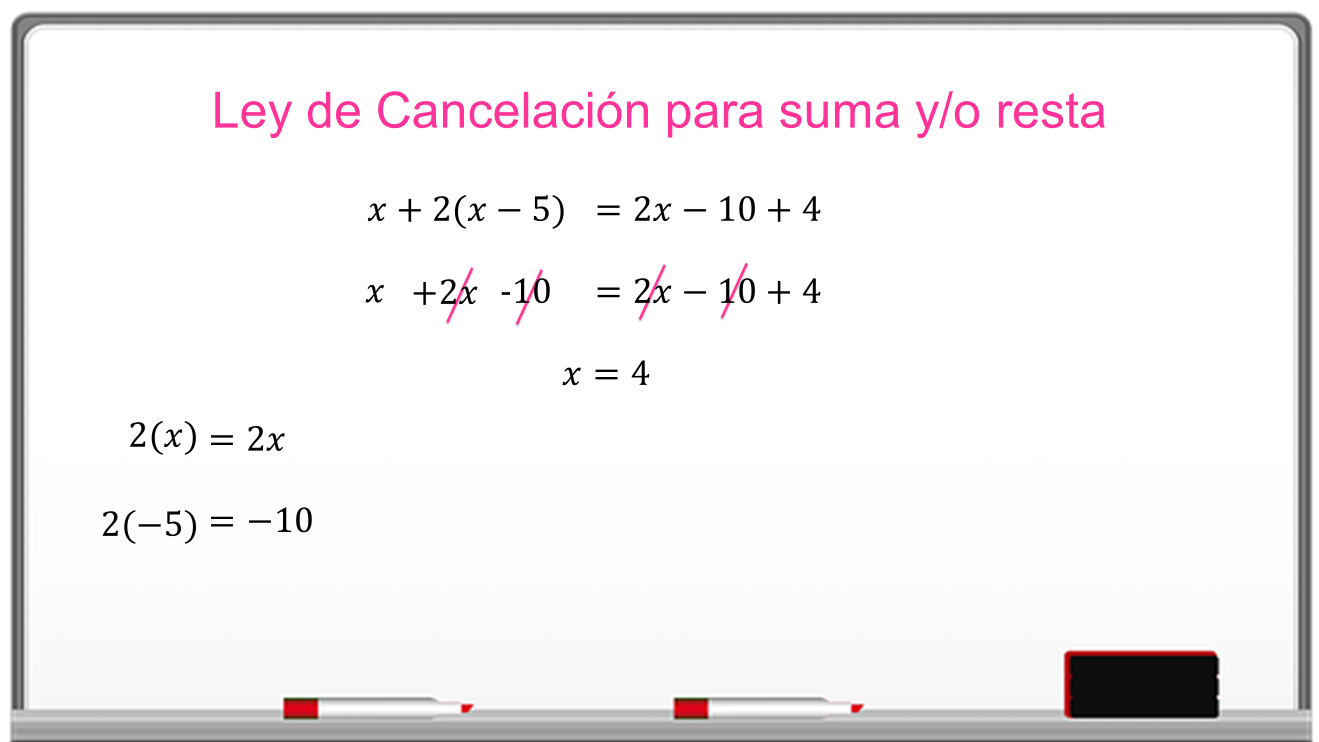 Ley de Cancelación para suma y/o resta
x + 2(x − 5) = 2x − 10 + 4
x +2x -10 = 2x − 10 + 4
x = 4
2(x) = 2x
2(−5) = −10